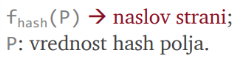 f_hash(P) → naslov strani;
P: vrednost hash polja.